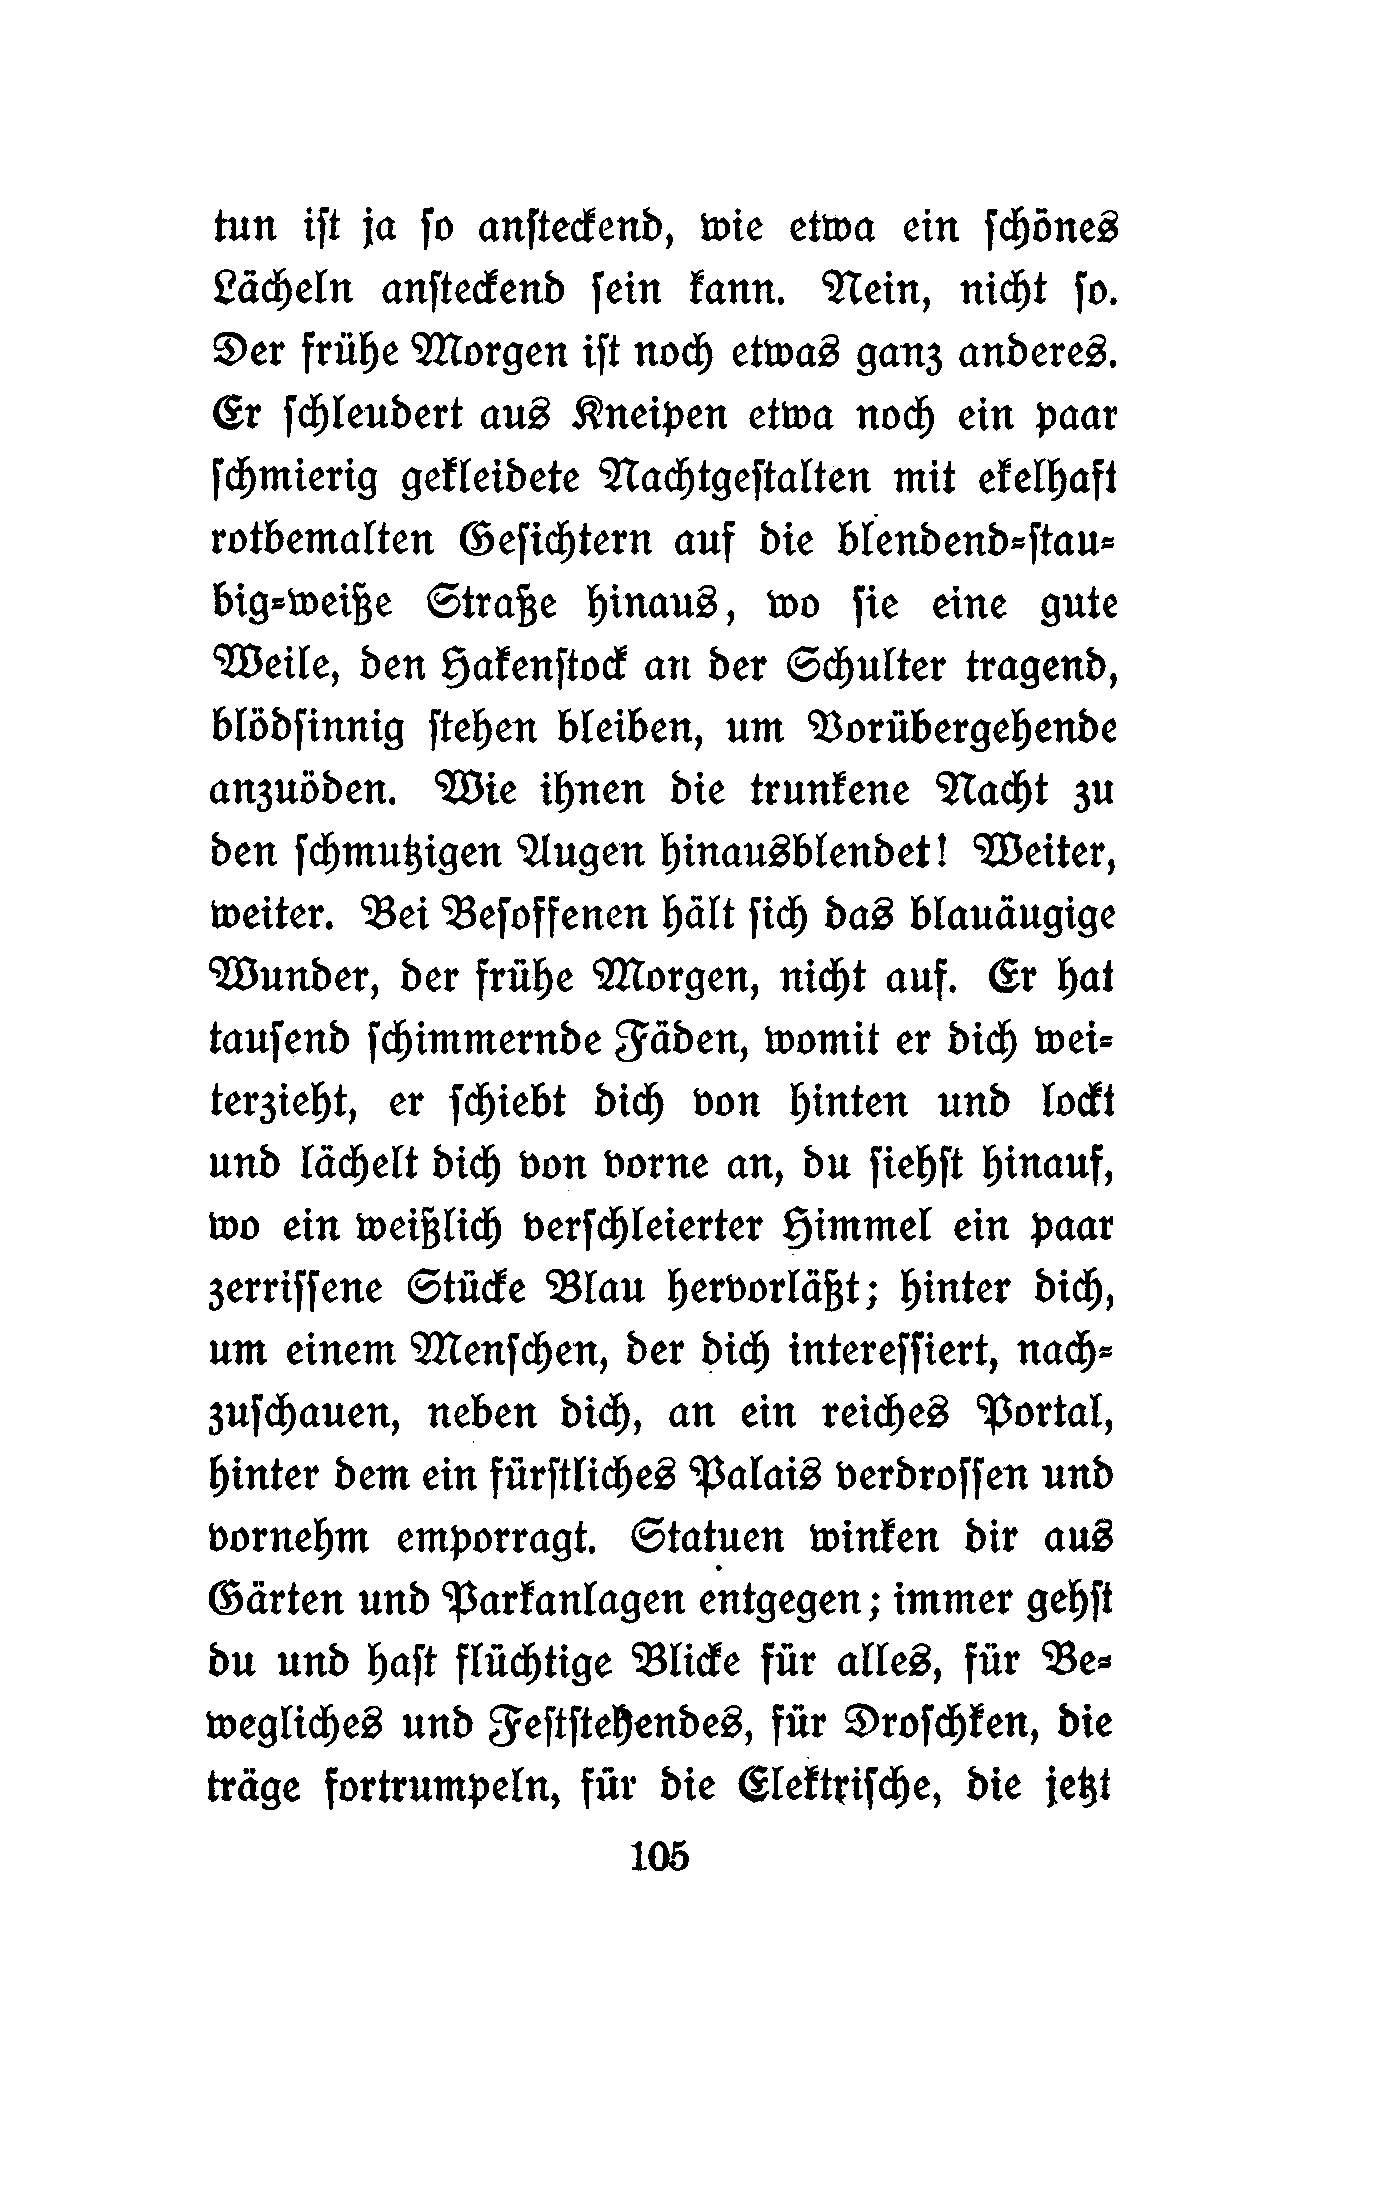 tun iſt ja ſo anſteckend, wie etwa ein ſchönes
Lächeln anſteckend ſein kann. Nein, nicht ſo.
Der frühe Morgen iſt noch etwas ganz anderes.
Er ſchleudert aus Kneipen etwa noch ein paar
ſchmierig gekleidete Nachtgeſtalten mit ekelhaft
rotbemalten Geſichtern auf die blendend⸗ſtau⸗
big⸗weiße Straße hinaus, wo ſie eine gute
Weile, den Hakenſtock an der Schulter tragend,
blödſinnig ſtehen bleiben, um Vorübergehende
anzuöden. Wie ihnen die trunkene Nacht zu
den ſchmutzigen Augen hinausblendet! Weiter,
weiter. Bei Beſoffenen hält ſich das blauäugige
Wunder, der frühe Morgen, nicht auf. Er hat
tauſend ſchimmernde Fäden, womit er dich wei⸗
terzieht, er ſchiebt dich von hinten und lockt
und lächelt dich von vorne an, du ſiehſt hinauf,
wo ein weißlich verſchleierter Himmel ein paar
zerriſſene Stücke Blau hervorläßt; hinter dich,
um einem Menſchen, der dich intereſſiert, nach⸗
zuſchauen, neben dich, an ein reiches Portal,
hinter dem ein fürſtliches Palais verdroſſen und
vornehm emporragt. Statuen winken dir aus
Gärten und Parkanlagen entgegen; immer gehſt
du und haſt flüchtige Blicke für alles, für Be⸗
wegliches und Feſtſtehendes, für Droſchken, die
träge fortrumpeln, für die Elektriſche, die jetzt
105